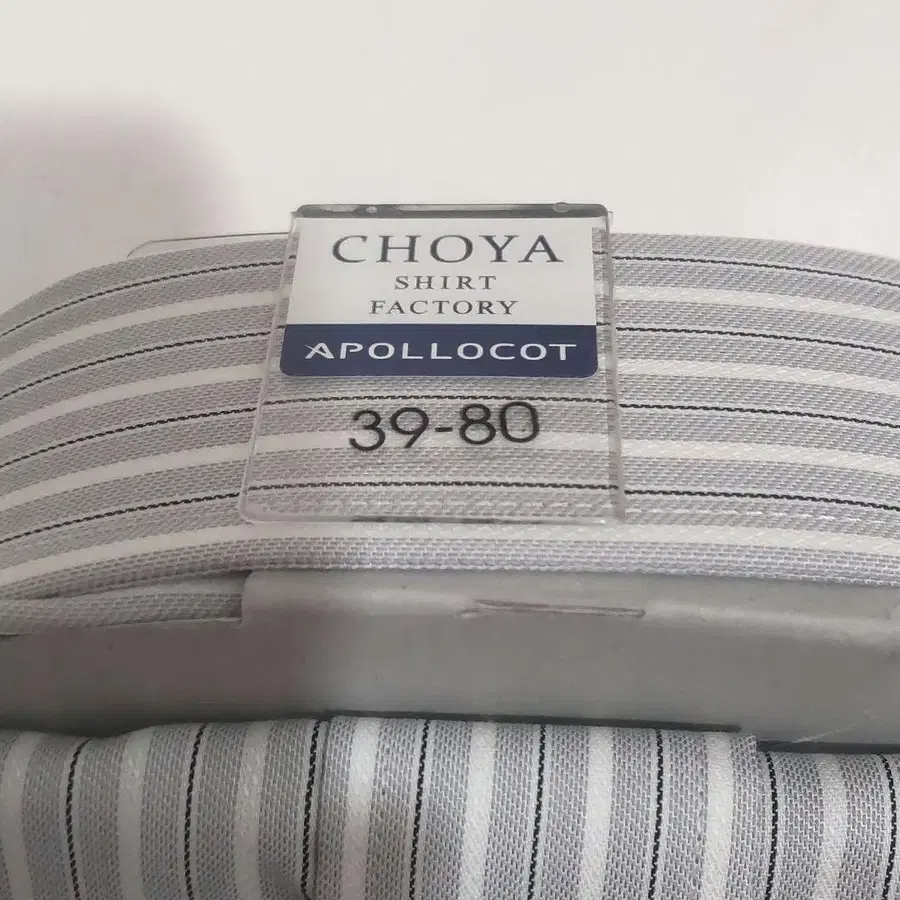 CHOYA
SHIRT
FACTORY
APOLLOCOT
39-80